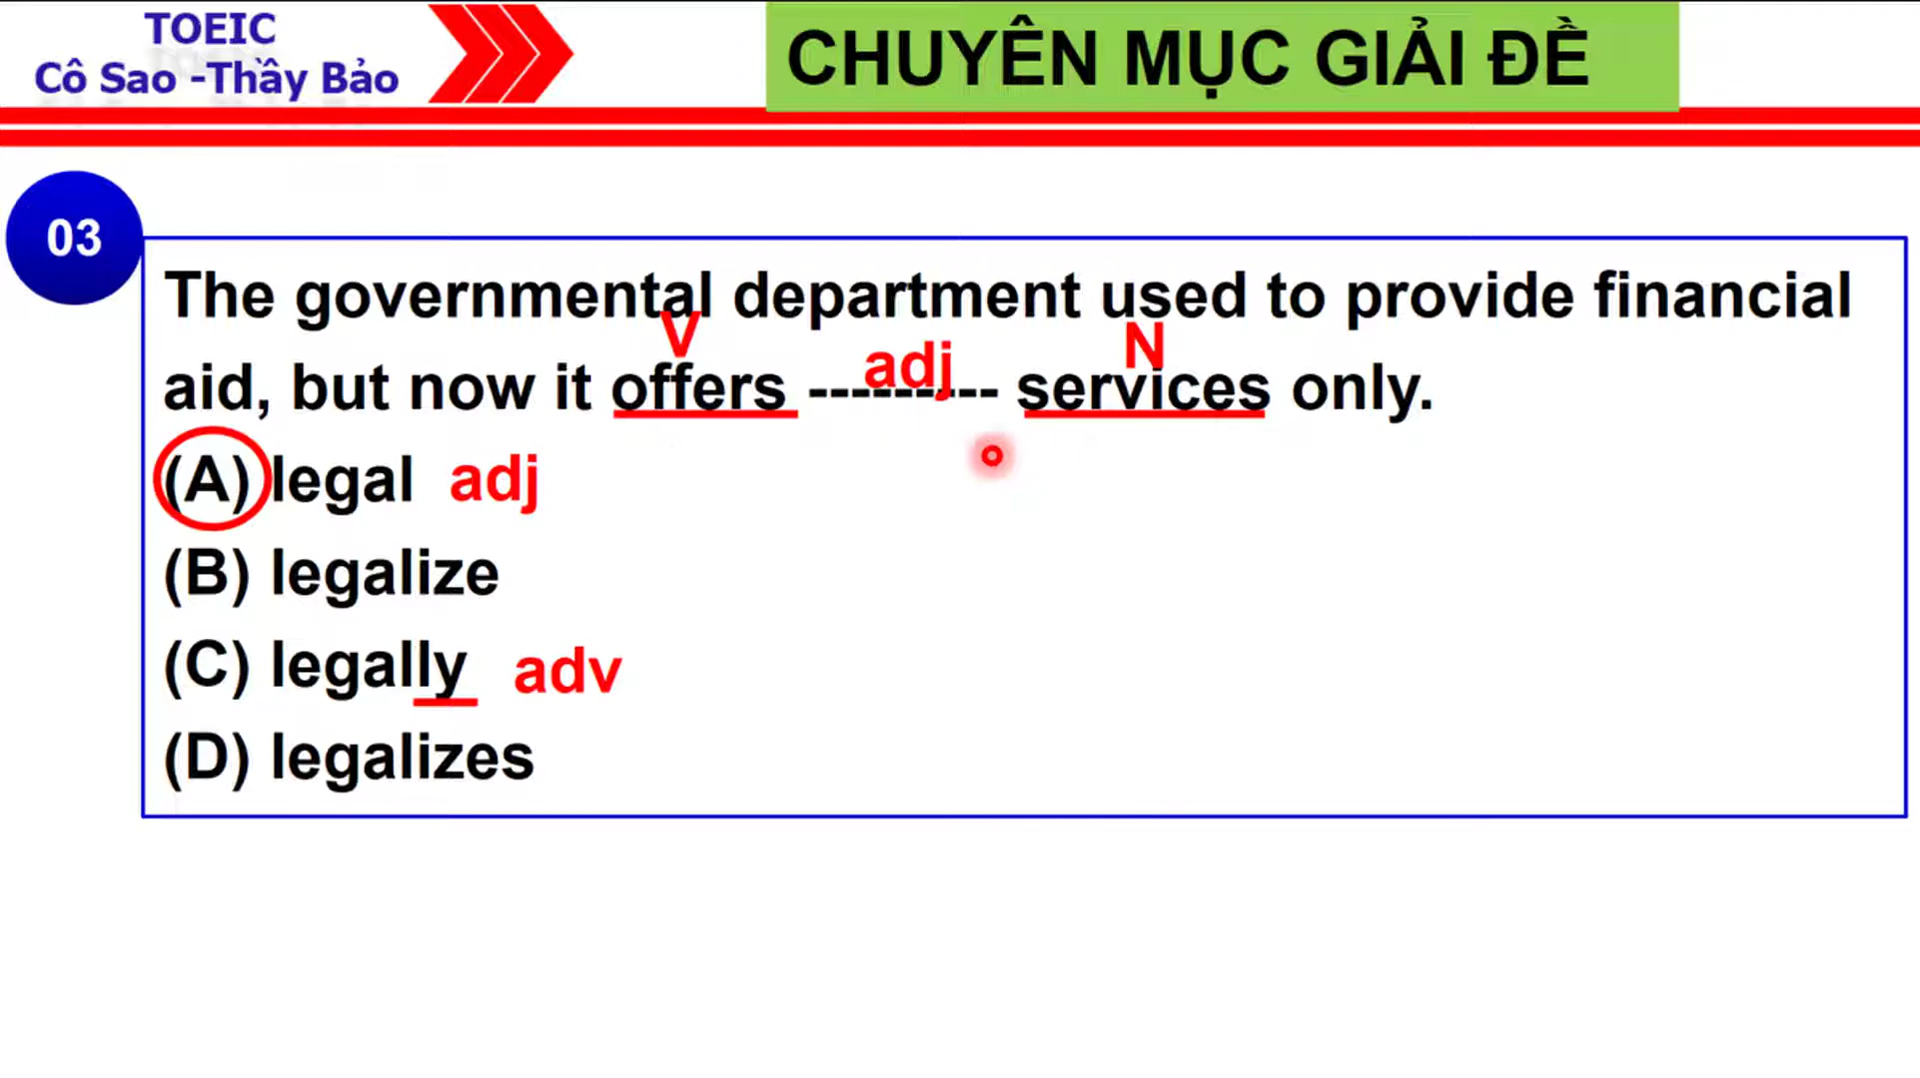 TOEIC
Cô Sao -Thầy Bảo
CHUYÊN MỤC GIẢI ĐỀ
03
The governmental department used to provide financial
V adj N
aid, but now it offers ---------- services only.
(A) legal adj
(B) legalize
(C) legally adv
(D) legalizes